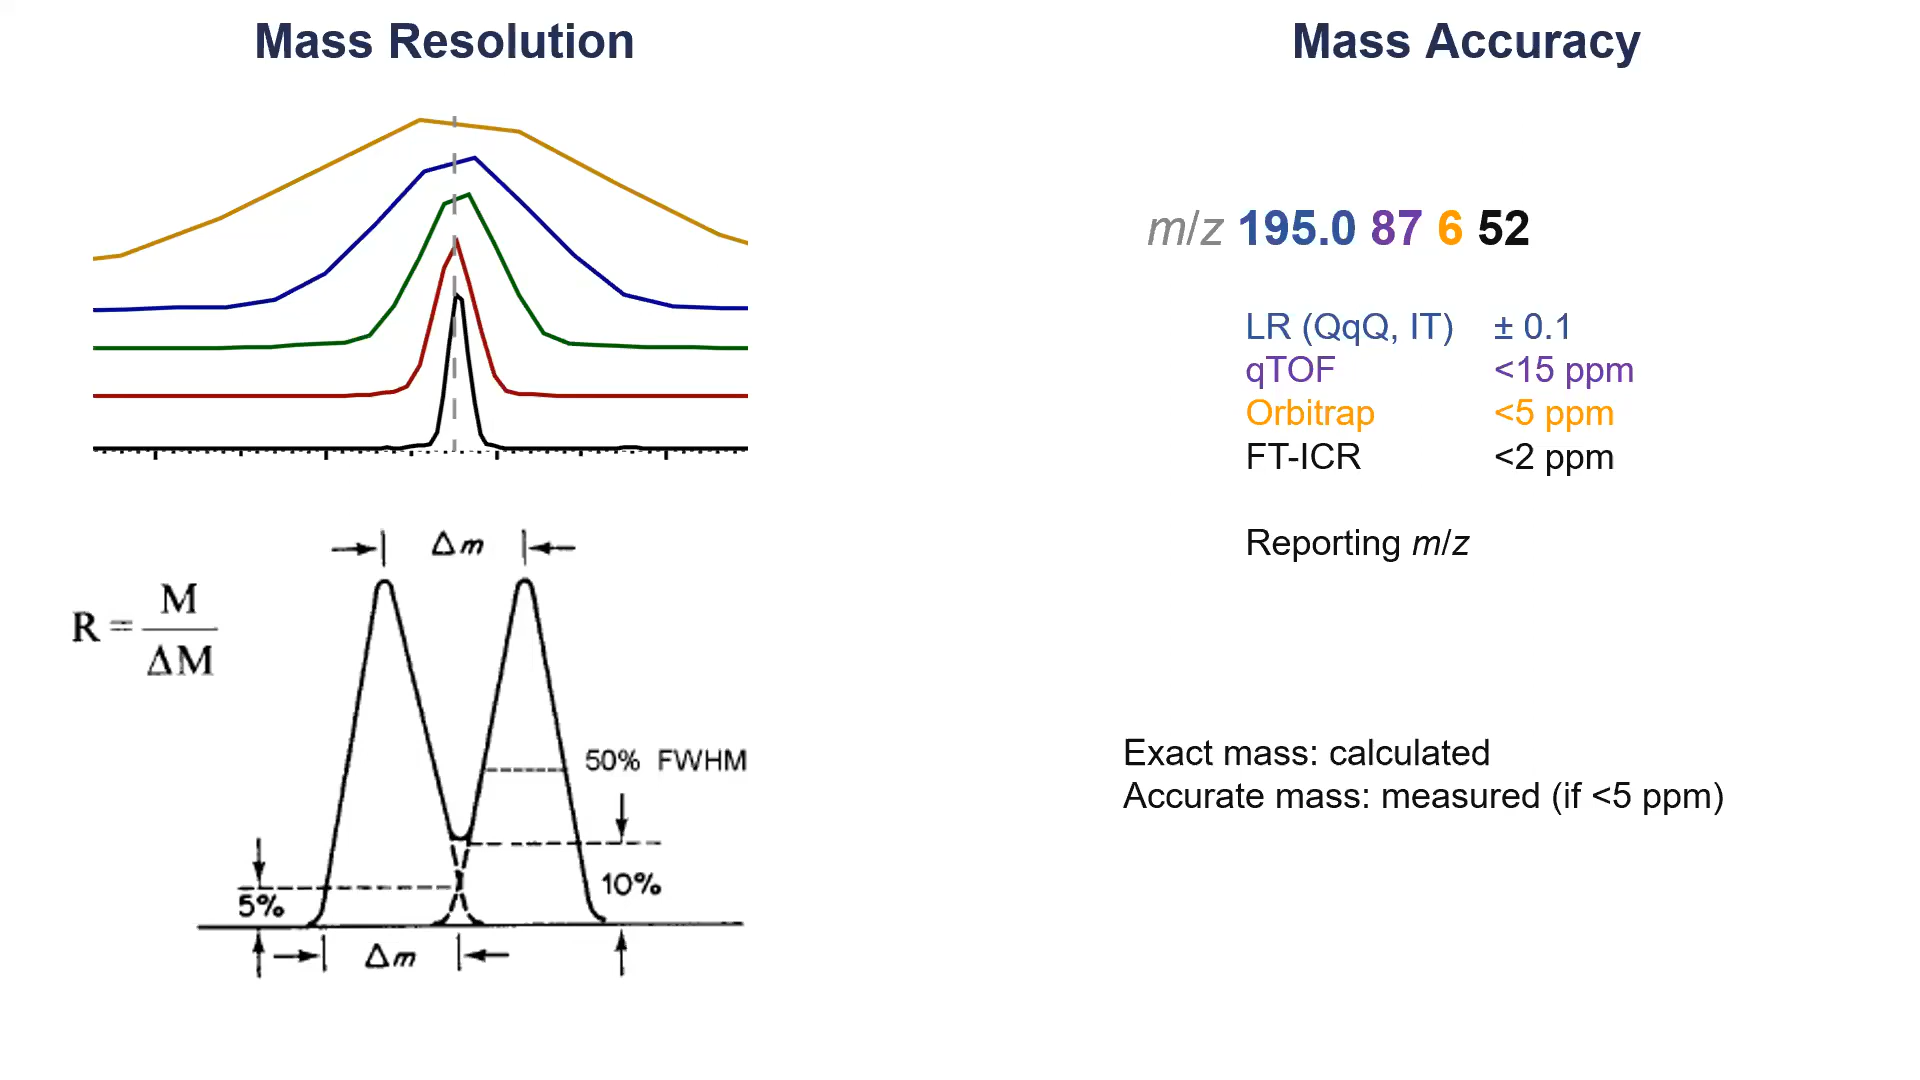 Mass Resolution
Δm
R = M
ΔM
50% FWHM
5%
10%
Δm
Mass Accuracy
m/z 195.0 87 6 52
LR (QqQ, IT) ± 0.1
qTOF <15 ppm
Orbitrap <5 ppm
FT-ICR <2 ppm
Reporting m/z
Exact mass: calculated
Accurate mass: measured (if <5 ppm)